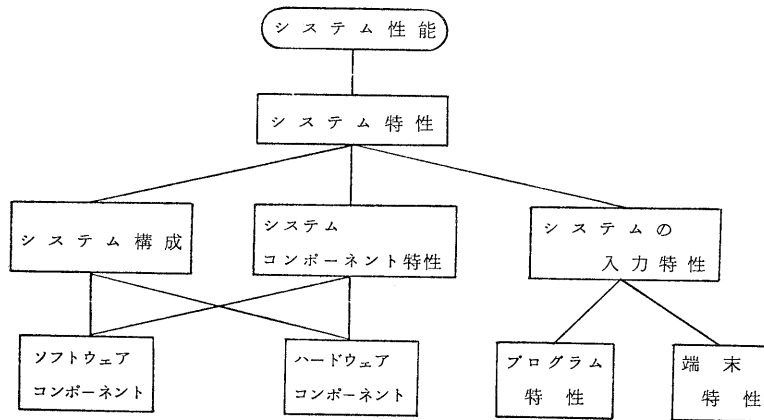 システム性能
システム特性
システム構成
システム
コンポーネント特性
システムの
入力特性
ソフトウェア
コンポーネント
ハードウェア
コンポーネント
プログラム
特性
端末
特性